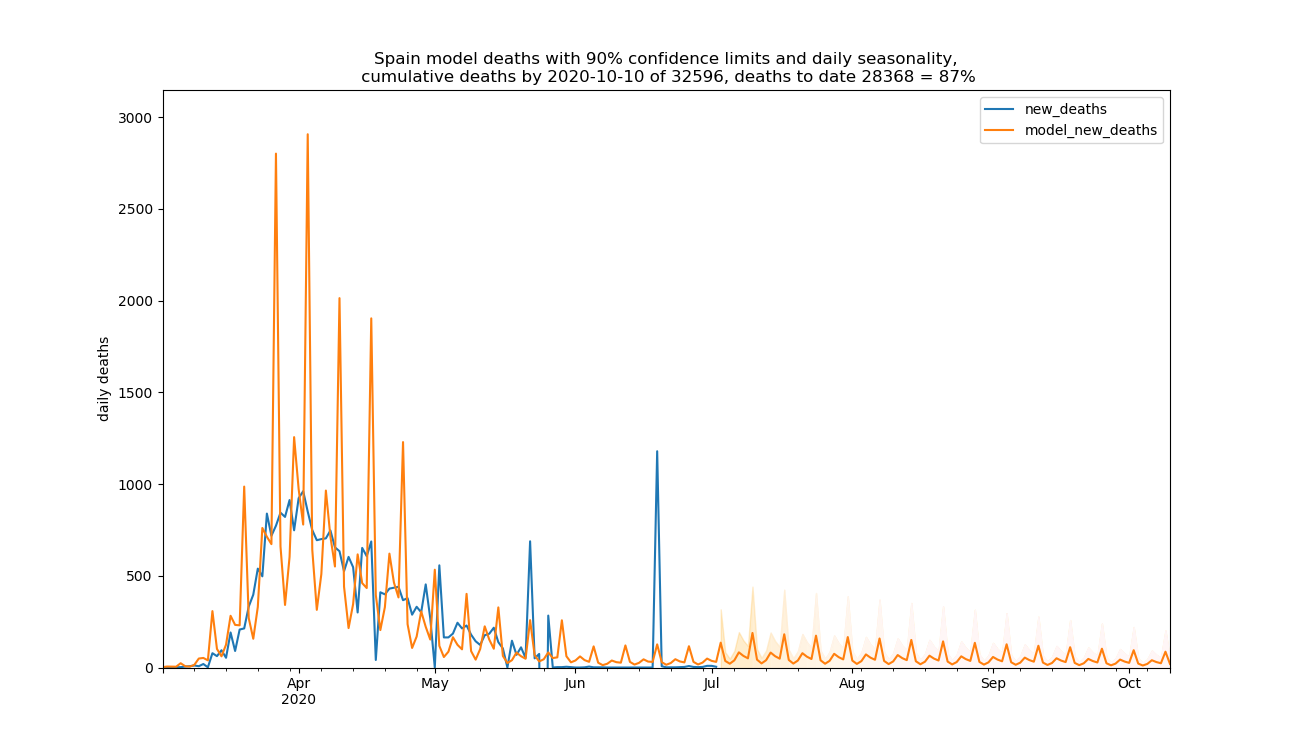 Spain model deaths with 90% confidence limits and daily seasonality,
cumulative deaths by 2020-10-10 of 32596, deaths to date 28368 = 87%
new_deaths
model_new_deaths
daily deaths
3000
2500
2000
1500
1000
500
0
Apr
2020
May
Jun
Jul
Aug
Sep
Oct